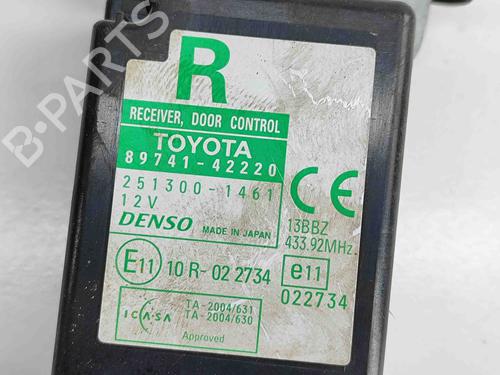 R
RECEIVER, DOOR CONTROL
TOYOTA
89741-42220
251300-1461
12V
DENSO MADE IN JAPAN
CE
13BBZ
433.92MHz
E11 10 R-02 2734
e11
022734
ICASA
TA-2004/631
TA-2004/630
Approved
B-PARTS